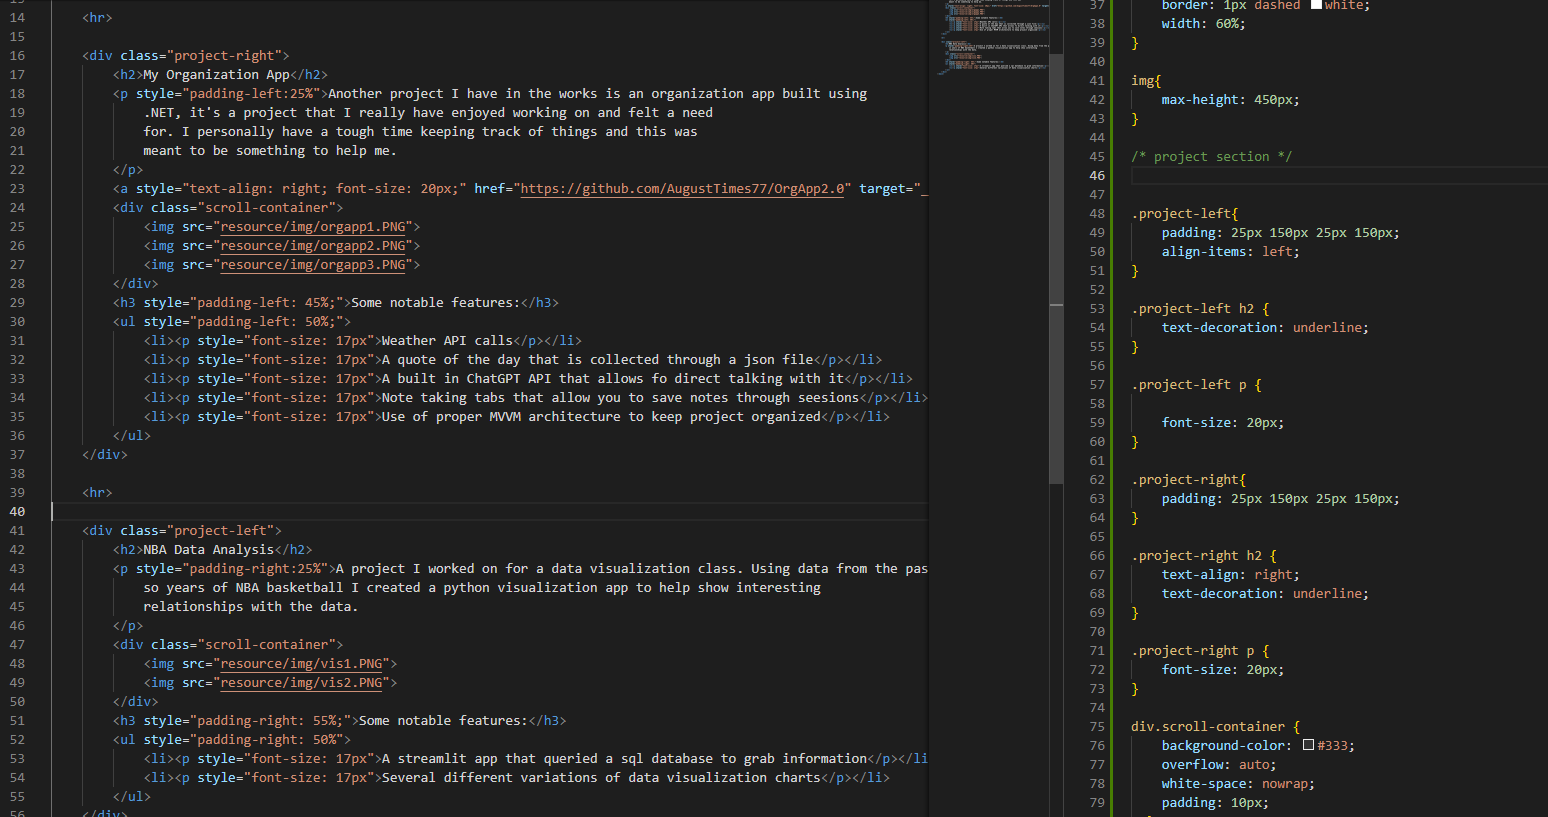 14 <hr>
15
16 <div class="project-right">
17 <h2>My Organization App</h2>
18 <p style="padding-left:25%">Another project I have in the works is an organization app built using
19 .NET, it's a project that I really have enjoyed working on and felt a need
20 for. I personally have a tough time keeping track of things and this was
21 meant to be something to help me.
22 </p>
23 <a style="text-align: right; font-size: 20px;" href="https://github.com/AugustTimes77/OrgApp2.0" target="_
24 <div class="scroll-container">
25 <img src="resource/img/orgapp1.PNG">
26 <img src="resource/img/orgapp2.PNG">
27 <img src="resource/img/orgapp3.PNG">
28 </div>
29 <h3 style="padding-left: 45%;">Some notable features:</h3>
30 <ul style="padding-left: 50%;">
31 <li><p style="font-size: 17px">Weather API calls</p></li>
32 <li><p style="font-size: 17px">A quote of the day that is collected through a json file</p></li>
33 <li><p style="font-size: 17px">A built in ChatGPT API that allows fo direct talking with it</p></li>
34 <li><p style="font-size: 17px">Note taking tabs that allow you to save notes through seesions</p></li>
35 <li><p style="font-size: 17px">Use of proper MVVM architecture to keep project organized</p></li>
36 </ul>
37 </div>
38
39 <hr>
40
41 <div class="project-left">
42 <h2>NBA Data Analysis</h2>
43 <p style="padding-right:25%">A project I worked on for a data visualization class. Using data from the pas
44 so years of NBA basketball I created a python visualization app to help show interesting
45 relationships with the data.
46 </p>
47 <div class="scroll-container">
48 <img src="resource/img/vis1.PNG">
49 <img src="resource/img/vis2.PNG">
50 </div>
51 <h3 style="padding-right: 55%;">Some notable features:</h3>
52 <ul style="padding-right: 50%">
53 <li><p style="font-size: 17px">A streamlit app that queried a sql database to grab information</p></li
54 <li><p style="font-size: 17px">Several different variations of data visualization charts</p></li>
55 </ul>
56 </div>
37 border: 1px dashed white;
38 width: 60%;
39 }
40
41 img{
42 max-height: 450px;
43 }
44
45 /* project section */
46
47
48 .project-left{
49 padding: 25px 150px 25px 150px;
50 align-items: left;
51 }
52
53 .project-left h2 {
54 text-decoration: underline;
55 }
56
57 .project-left p {
58
59 font-size: 20px;
60 }
61
62 .project-right{
63 padding: 25px 150px 25px 150px;
64 }
65
66 .project-right h2 {
67 text-align: right;
68 text-decoration: underline;
69 }
70
71 .project-right p {
72 font-size: 20px;
73 }
74
75 div.scroll-container {
76 background-color: #333;
77 overflow: auto;
78 white-space: nowrap;
79 padding: 10px;